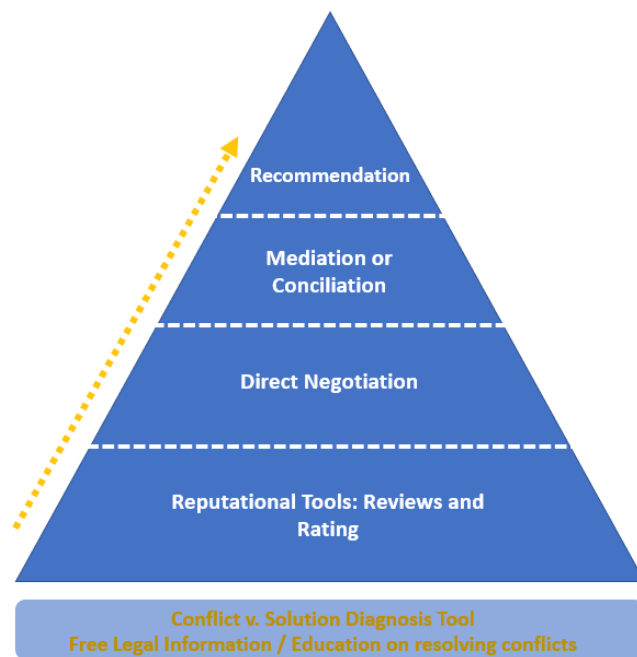 Recommendation
Mediation or
Conciliation
Direct Negotiation
Reputational Tools: Reviews and
Rating
Conflict v. Solution Diagnosis Tool
Free Legal Information / Education on resolving conflicts